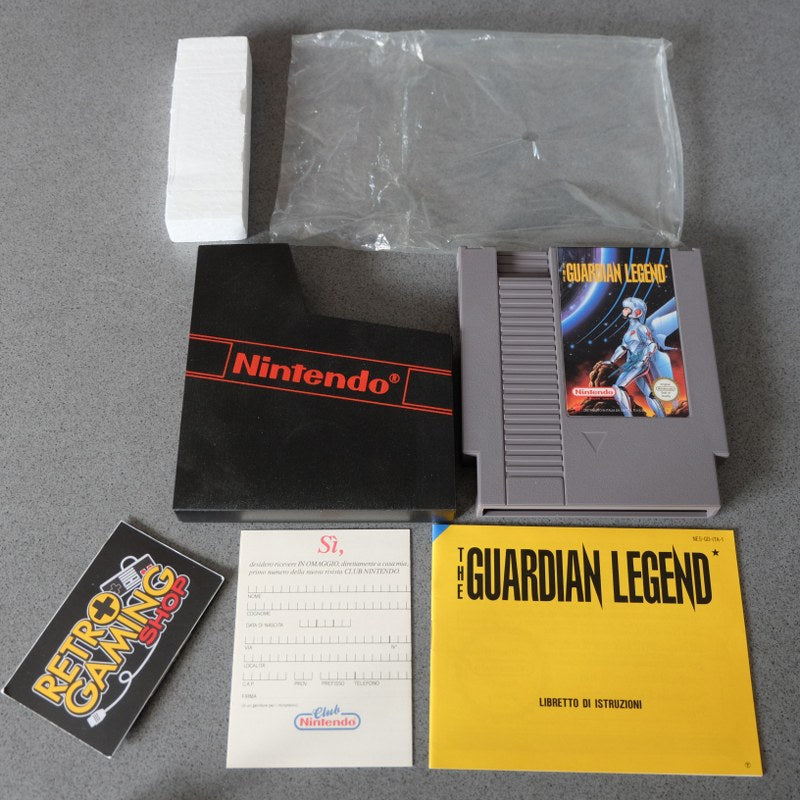 THE GUARDIAN LEGEND
Nintendo
Nintendo®
RETRO
GAMING
SHOP
Sì,
desidero ricevere IN OMAGGIO, direttamente a casa mia,
primo numero della nuova rivista CLUB NINTENDO.
NOME
COGNOME
DATA DI NASCITA
VIA N°
LOCALITÀ
C.A.P. PROV. PREFISSO TELEFONO
FIRMA
Club
Nintendo
NES-GD-ITA-1
THE GUARDIAN LEGEND
LIBRETTO DI ISTRUZIONI